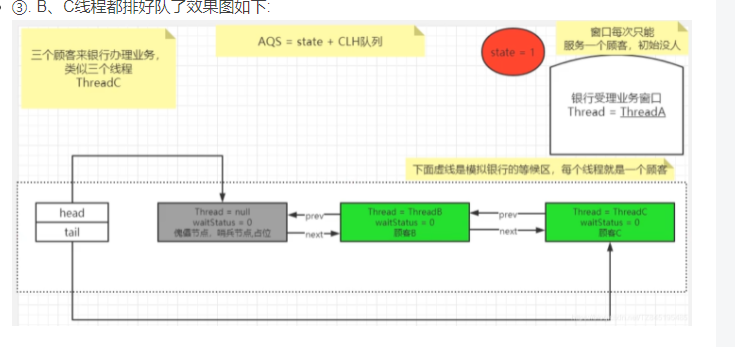 ③. B、C线程都排好队了效果图如下:
三个顾客来银行办理业务,
类似三个线程
ThreadC
AQS = state + CLH队列
state = 1
窗口每次只能
服务一个顾客，初始没人
银行受理业务窗口
Thread = ThreadA
下面虚线是模拟银行的等候区，每个线程就是一个顾客
head
tail
Thread = null
waitStatus = 0
傀儡节点、哨兵节点,占位
prev
next
Thread = ThreadB
waitStatus = 0
顾客B
prev
next
Thread = ThreadC
waitStatus = 0
顾客C